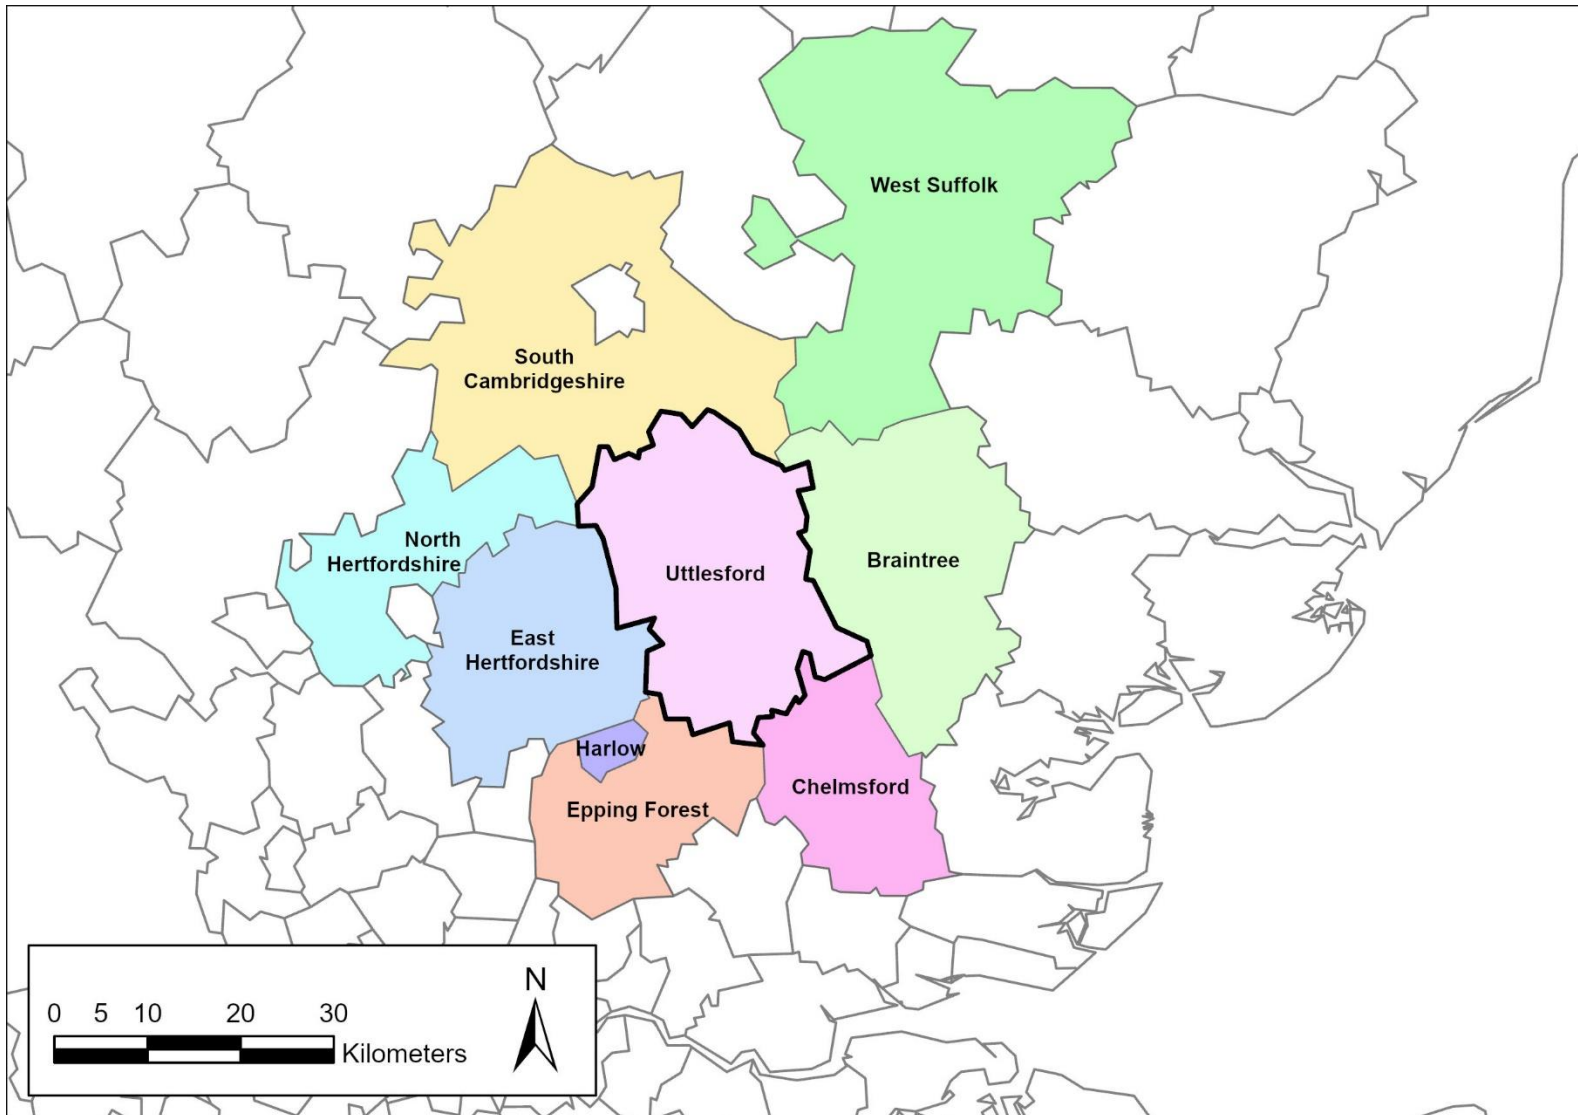 West Suffolk
South
Cambridgeshire
North
Hertfordshire
Uttlesford
Braintree
East
Hertfordshire
Harlow
Epping Forest
Chelmsford
N
0 5 10 20 30
Kilometers